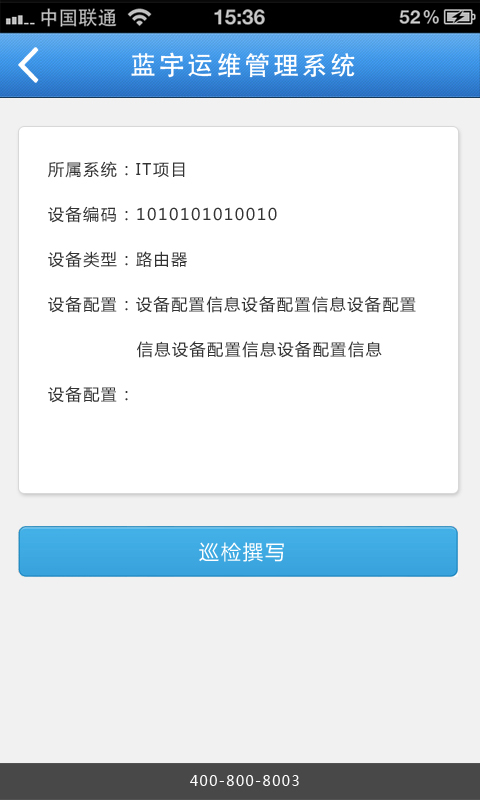 中国联通 15:36 52%
蓝宇运维管理系统
所属系统：IT项目
设备编码：1010101010010
设备类型：路由器
设备配置：设备配置信息设备配置信息设备配置
信息设备配置信息设备配置信息
设备配置：
巡检撰写
400-800-8003